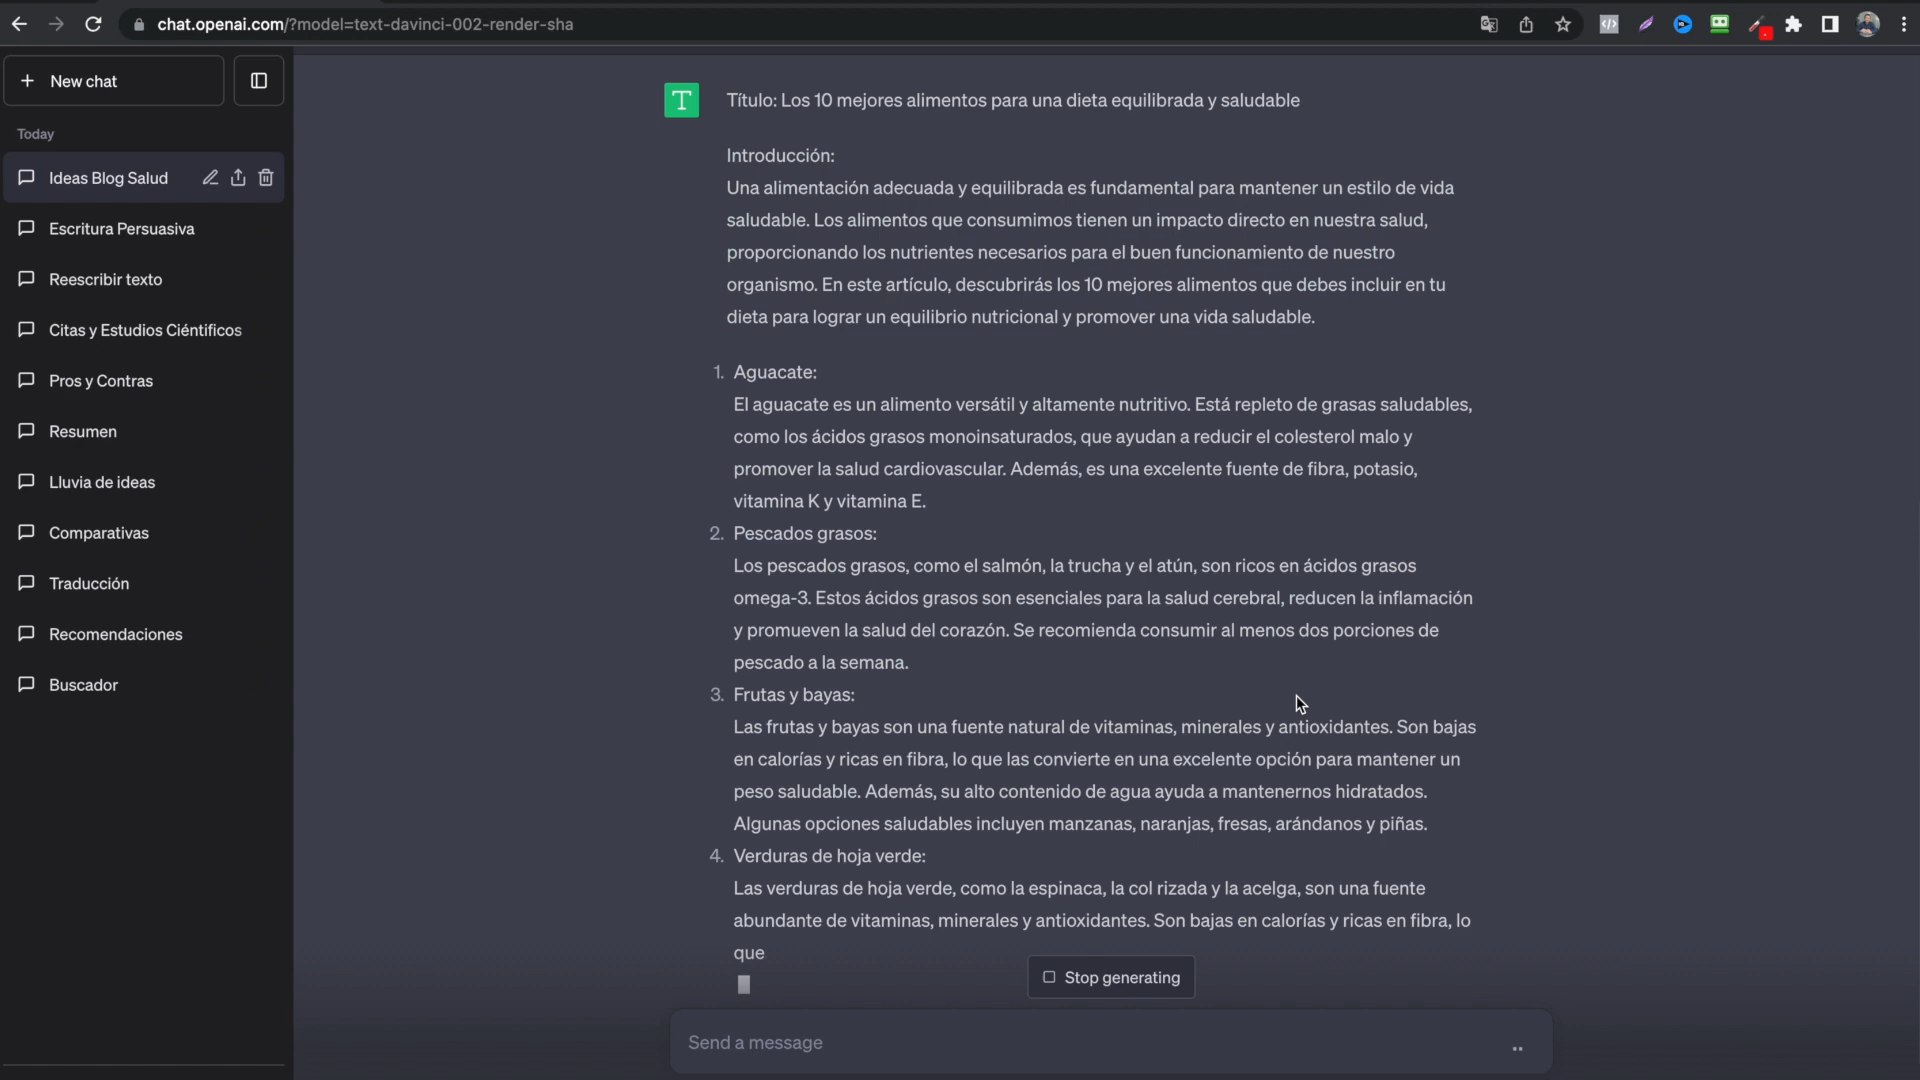 chat.openai.com/?model=text-davinci-002-render-sha
New chat
Today
Ideas Blog Salud
Escritura Persuasiva
Reescribir texto
Citas y Estudios Ciéntificos
Pros y Contras
Resumen
Lluvia de ideas
Comparativas
Traducción
Recomendaciones
Buscador
T
Título: Los 10 mejores alimentos para una dieta equilibrada y saludable
Introducción:
Una alimentación adecuada y equilibrada es fundamental para mantener un estilo de vida
saludable. Los alimentos que consumimos tienen un impacto directo en nuestra salud,
proporcionando los nutrientes necesarios para el buen funcionamiento de nuestro
organismo. En este artículo, descubrirás los 10 mejores alimentos que debes incluir en tu
dieta para lograr un equilibrio nutricional y promover una vida saludable.
1. Aguacate:
El aguacate es un alimento versátil y altamente nutritivo. Está repleto de grasas saludables,
como los ácidos grasos monoinsaturados, que ayudan a reducir el colesterol malo y
promover la salud cardiovascular. Además, es una excelente fuente de fibra, potasio,
vitamina K y vitamina E.
2. Pescados grasos:
Los pescados grasos, como el salmón, la trucha y el atún, son ricos en ácidos grasos
omega-3. Estos ácidos grasos son esenciales para la salud cerebral, reducen la inflamación
y promueven la salud del corazón. Se recomienda consumir al menos dos porciones de
pescado a la semana.
3. Frutas y bayas:
Las frutas y bayas son una fuente natural de vitaminas, minerales y antioxidantes. Son bajas
en calorías y ricas en fibra, lo que las convierte en una excelente opción para mantener un
peso saludable. Además, su alto contenido de agua ayuda a mantenernos hidratados.
Algunas opciones saludables incluyen manzanas, naranjas, fresas, arándanos y piñas.
4. Verduras de hoja verde:
Las verduras de hoja verde, como la espinaca, la col rizada y la acelga, son una fuente
abundante de vitaminas, minerales y antioxidantes. Son bajas en calorías y ricas en fibra, lo
que
Stop generating
Send a message